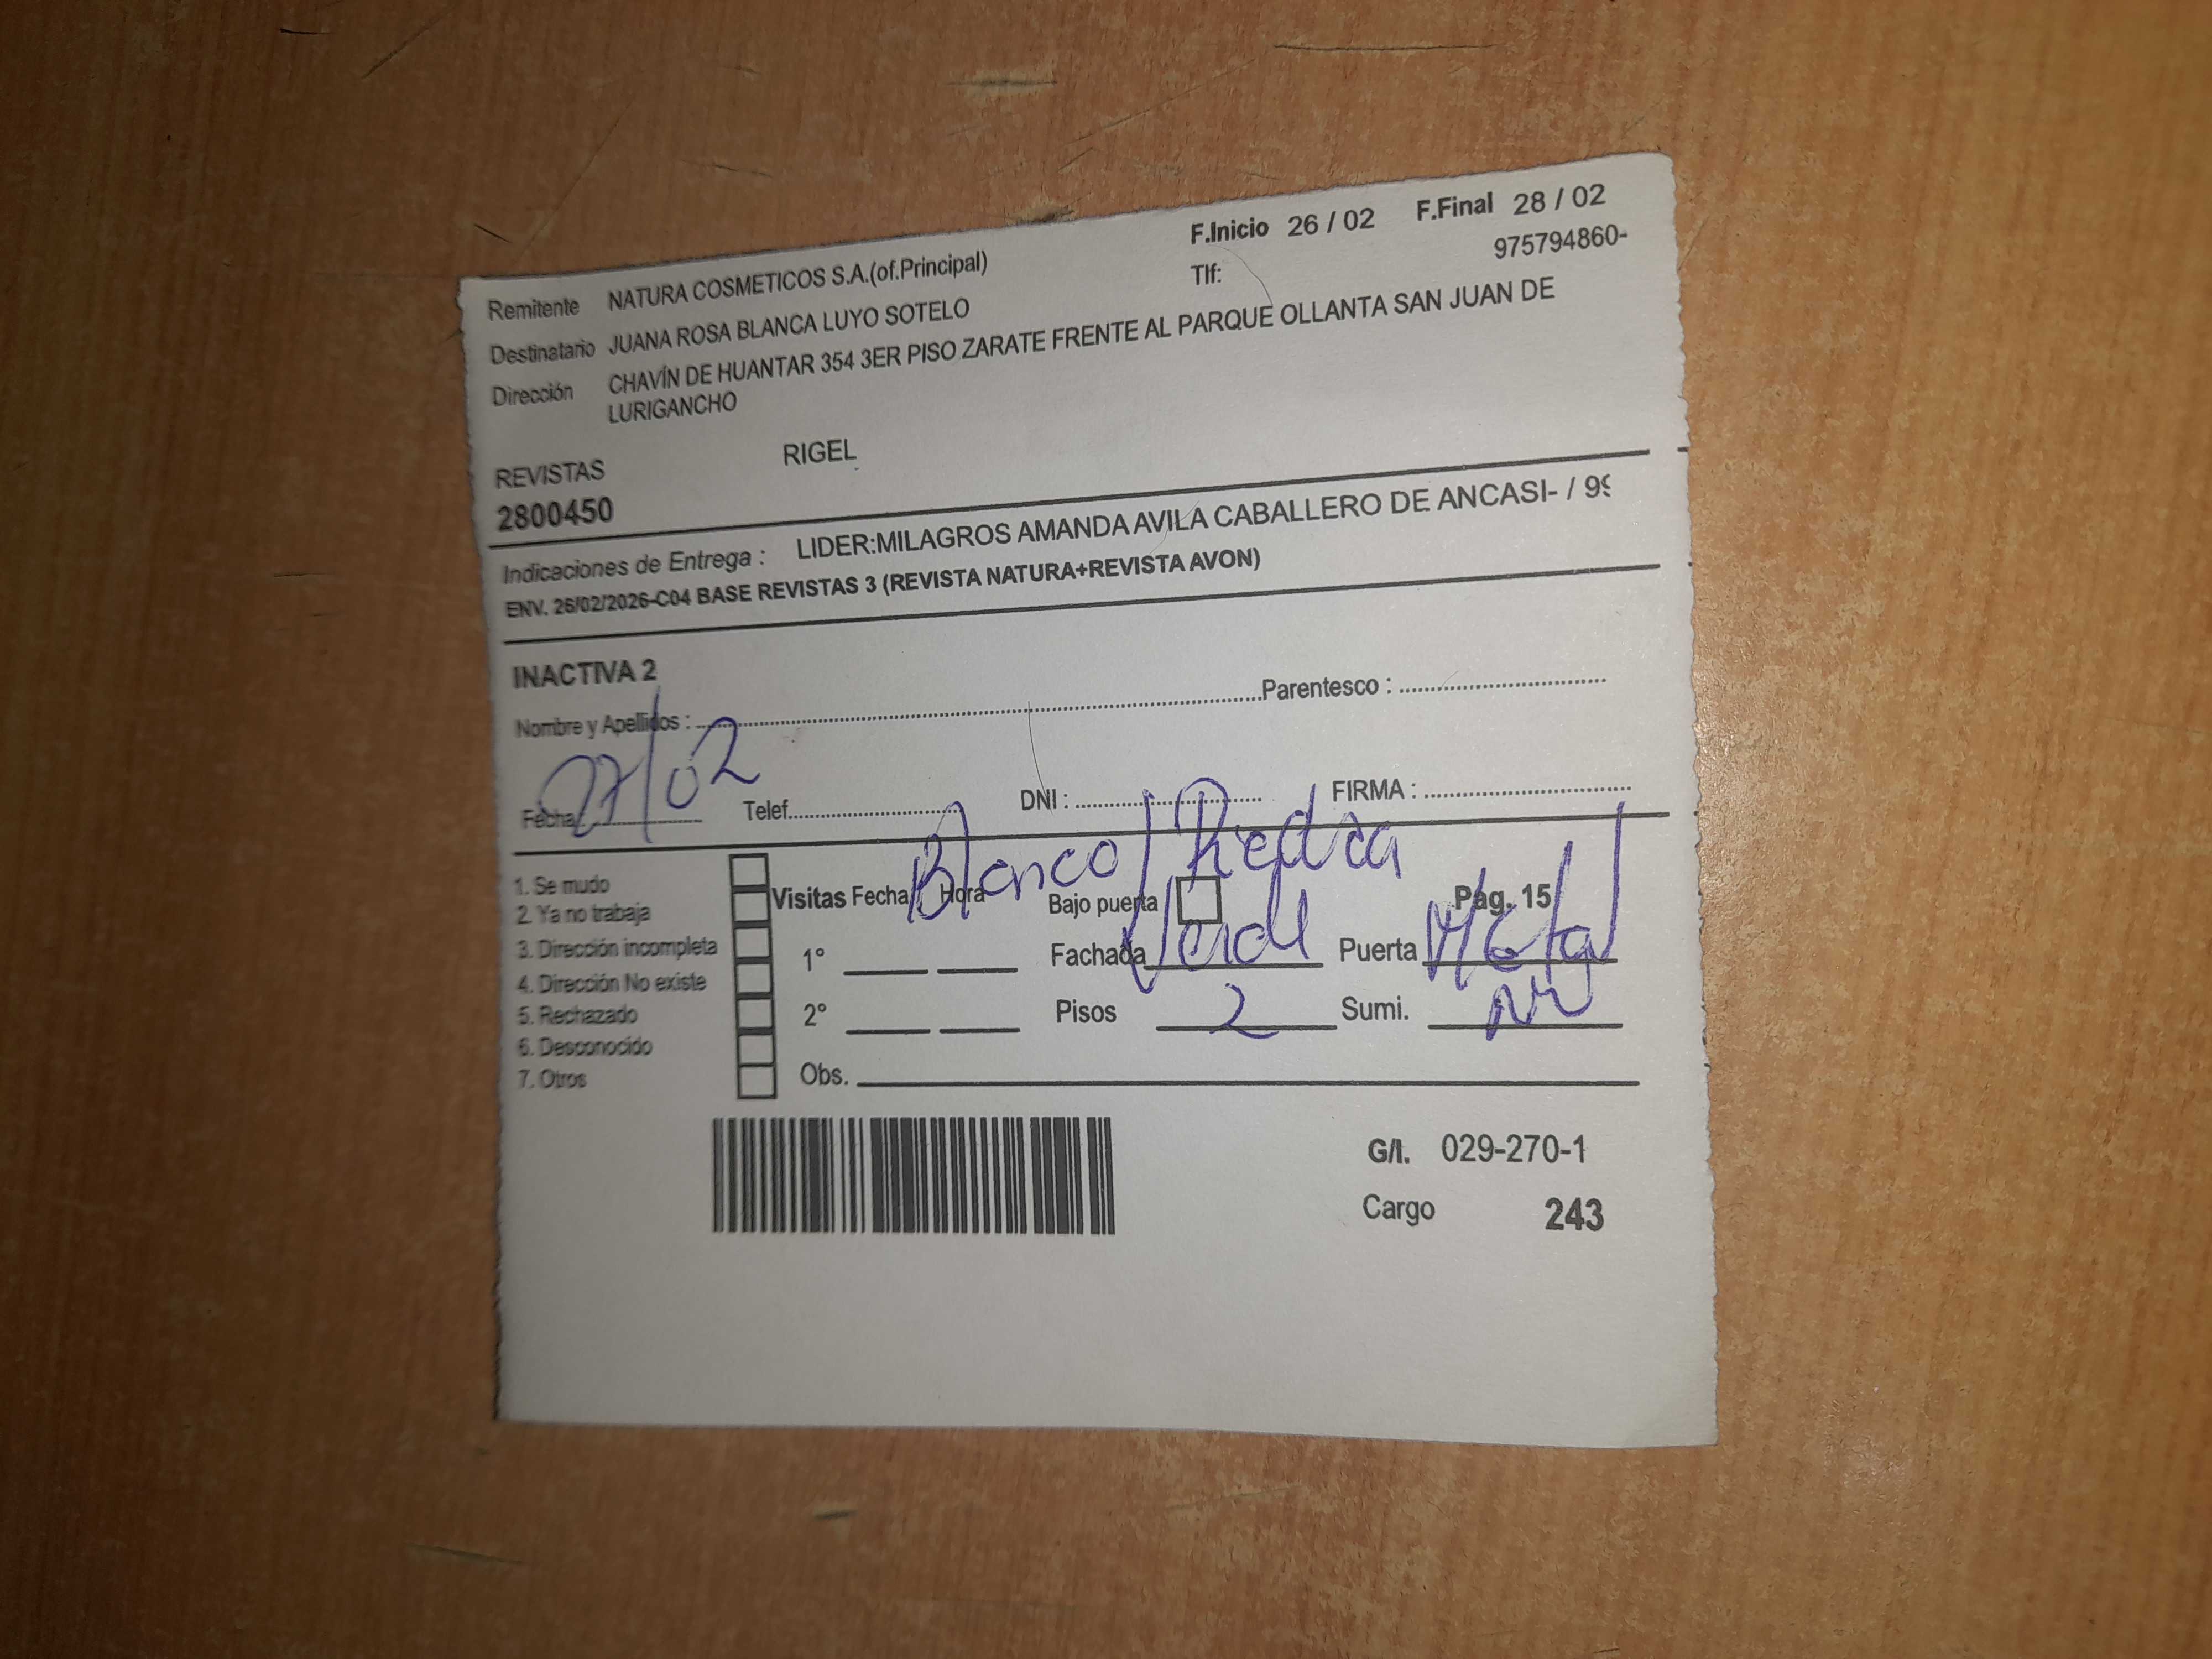 F.Inicio 26 / 02 F.Final 28 / 02
Remitente NATURA COSMETICOS S.A.(of.Principal) Tlf: 975794860-
Destinatario JUANA ROSA BLANCA LUYO SOTELO
Dirección CHAVÍN DE HUANTAR 354 3ER PISO ZARATE FRENTE AL PARQUE OLLANTA SAN JUAN DE
LURIGANCHO
REVISTAS RIGEL
2800450
Indicaciones de Entrega : LIDER:MILAGROS AMANDA AVILA CABALLERO DE ANCASI- / 99
ENV. 26/02/2026-C04 BASE REVISTAS 3 (REVISTA NATURA+REVISTA AVON)
INACTIVA 2
Nombre y Apellidos : Parentesco :
Fecha: 27/02 Telef. DNI : FIRMA :
Blanco/Piedra
1. Se mudo
2. Ya no trabaja
3. Dirección incompleta
4. Dirección No existe
5. Rechazado
6. Desconocido
7. Otros
Visitas Fecha Hora Bajo puerta Pag. 15
1° Fachada Verde Puerta Metal
2° Pisos 2 Sumi.
Obs.
G/I. 029-270-1
Cargo 243